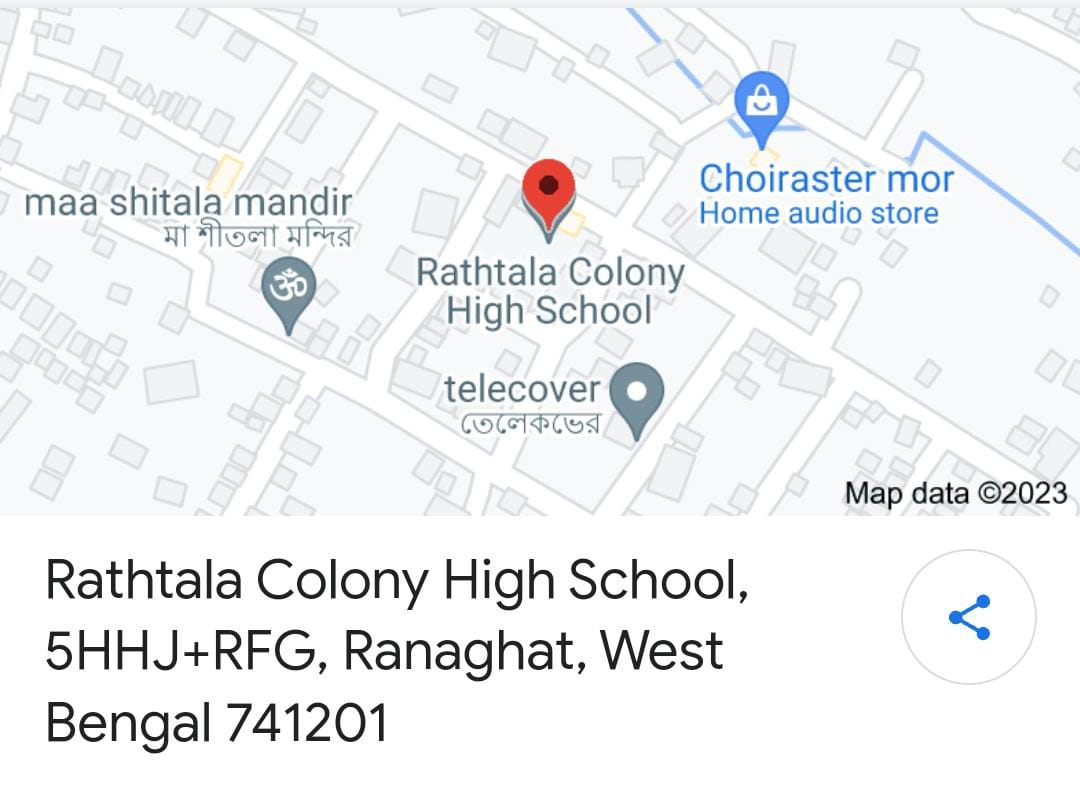 maa shitala mandir
মা শীতলা মন্দির
ॐ
Choiraster mor
Home audio store
Rathtala Colony
High School
telecover
তেলেকভের
Map data ©2023
Rathtala Colony High School,
5HHJ+RFG, Ranaghat, West
Bengal 741201